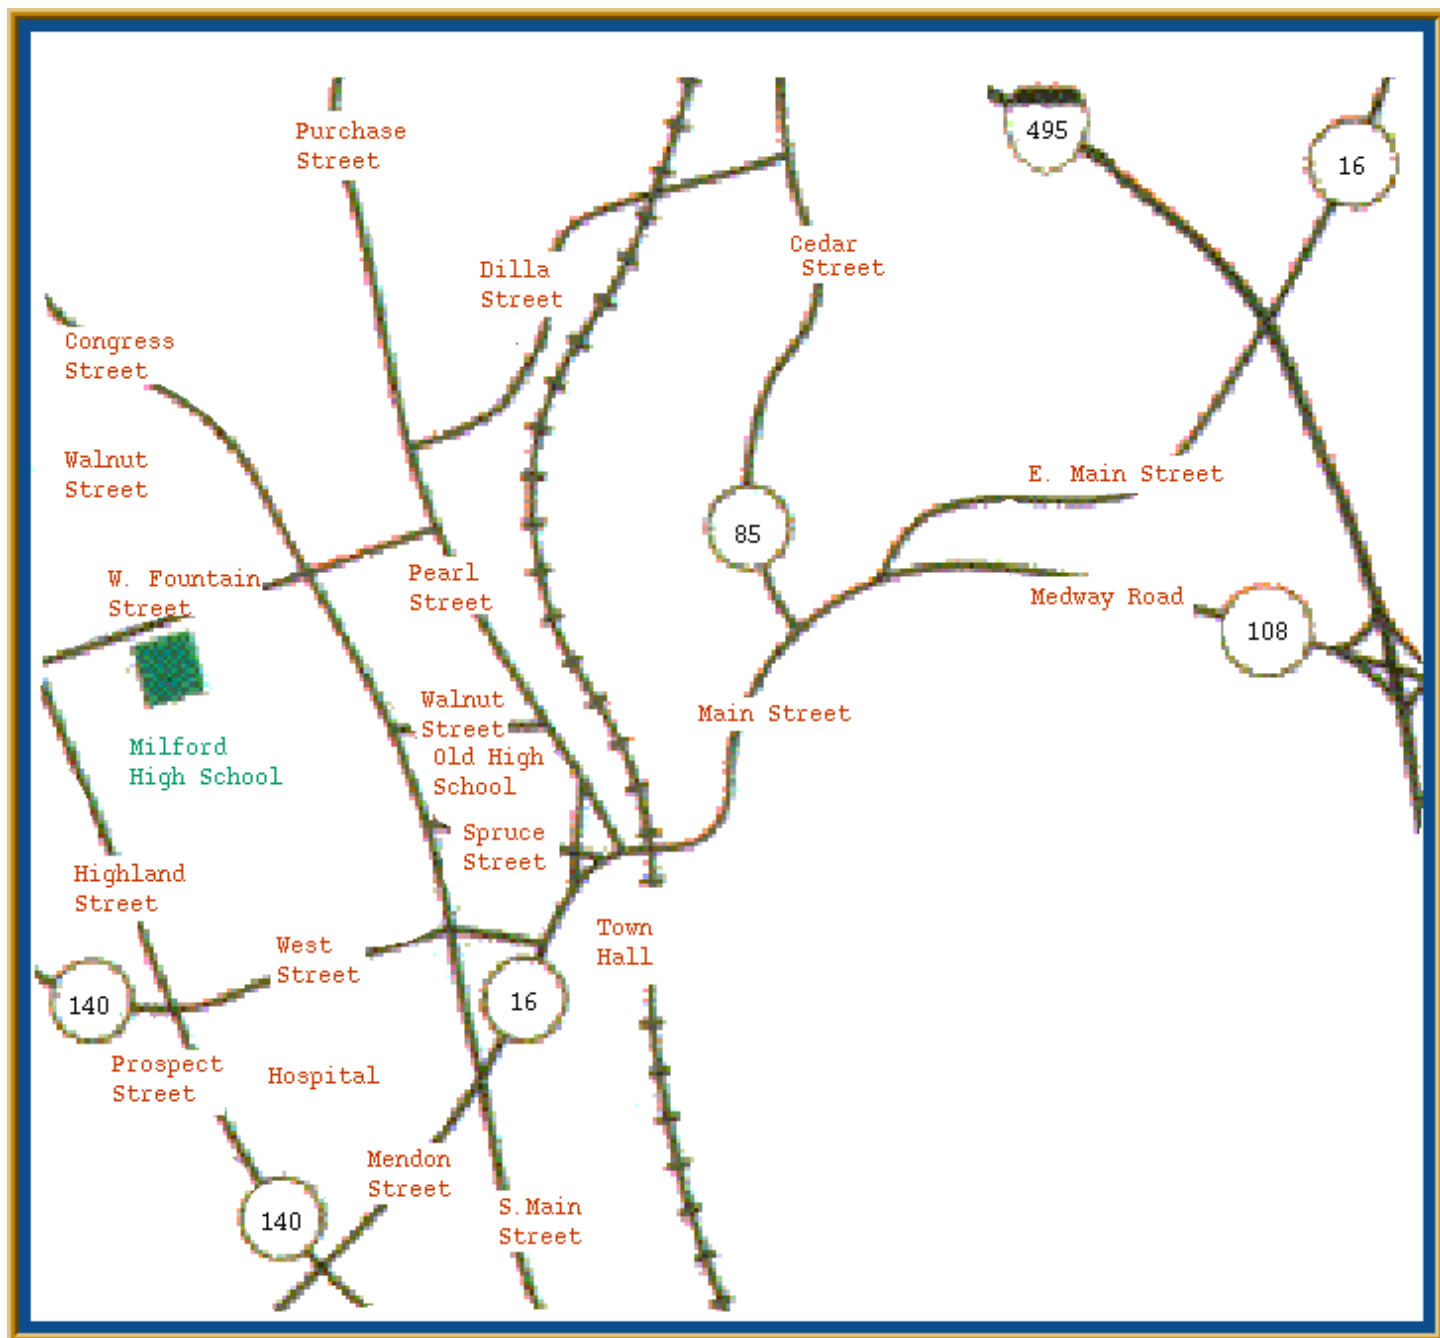 Purchase
Street
495
16
Cedar
Street
Dilla
Street
Congress
Street
Walnut
Street
E. Main Street
85
W. Fountain
Street
Pearl
Street
Medway Road
108
Walnut
Street
Main Street
Old High
School
Milford
High School
Spruce
Street
Highland
Street
Town
Hall
West
Street
140
16
Prospect
Street
Hospital
Mendon
Street
S.Main
Street
140